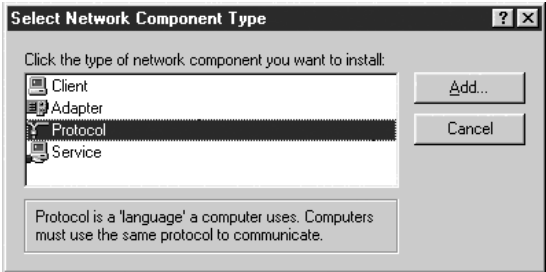 Select Network Component Type
Click the type of network component you want to install:
Client
Add...
Adapter
Protocol
Cancel
Service
Protocol is a 'language' a computer uses. Computers
must use the same protocol to communicate.